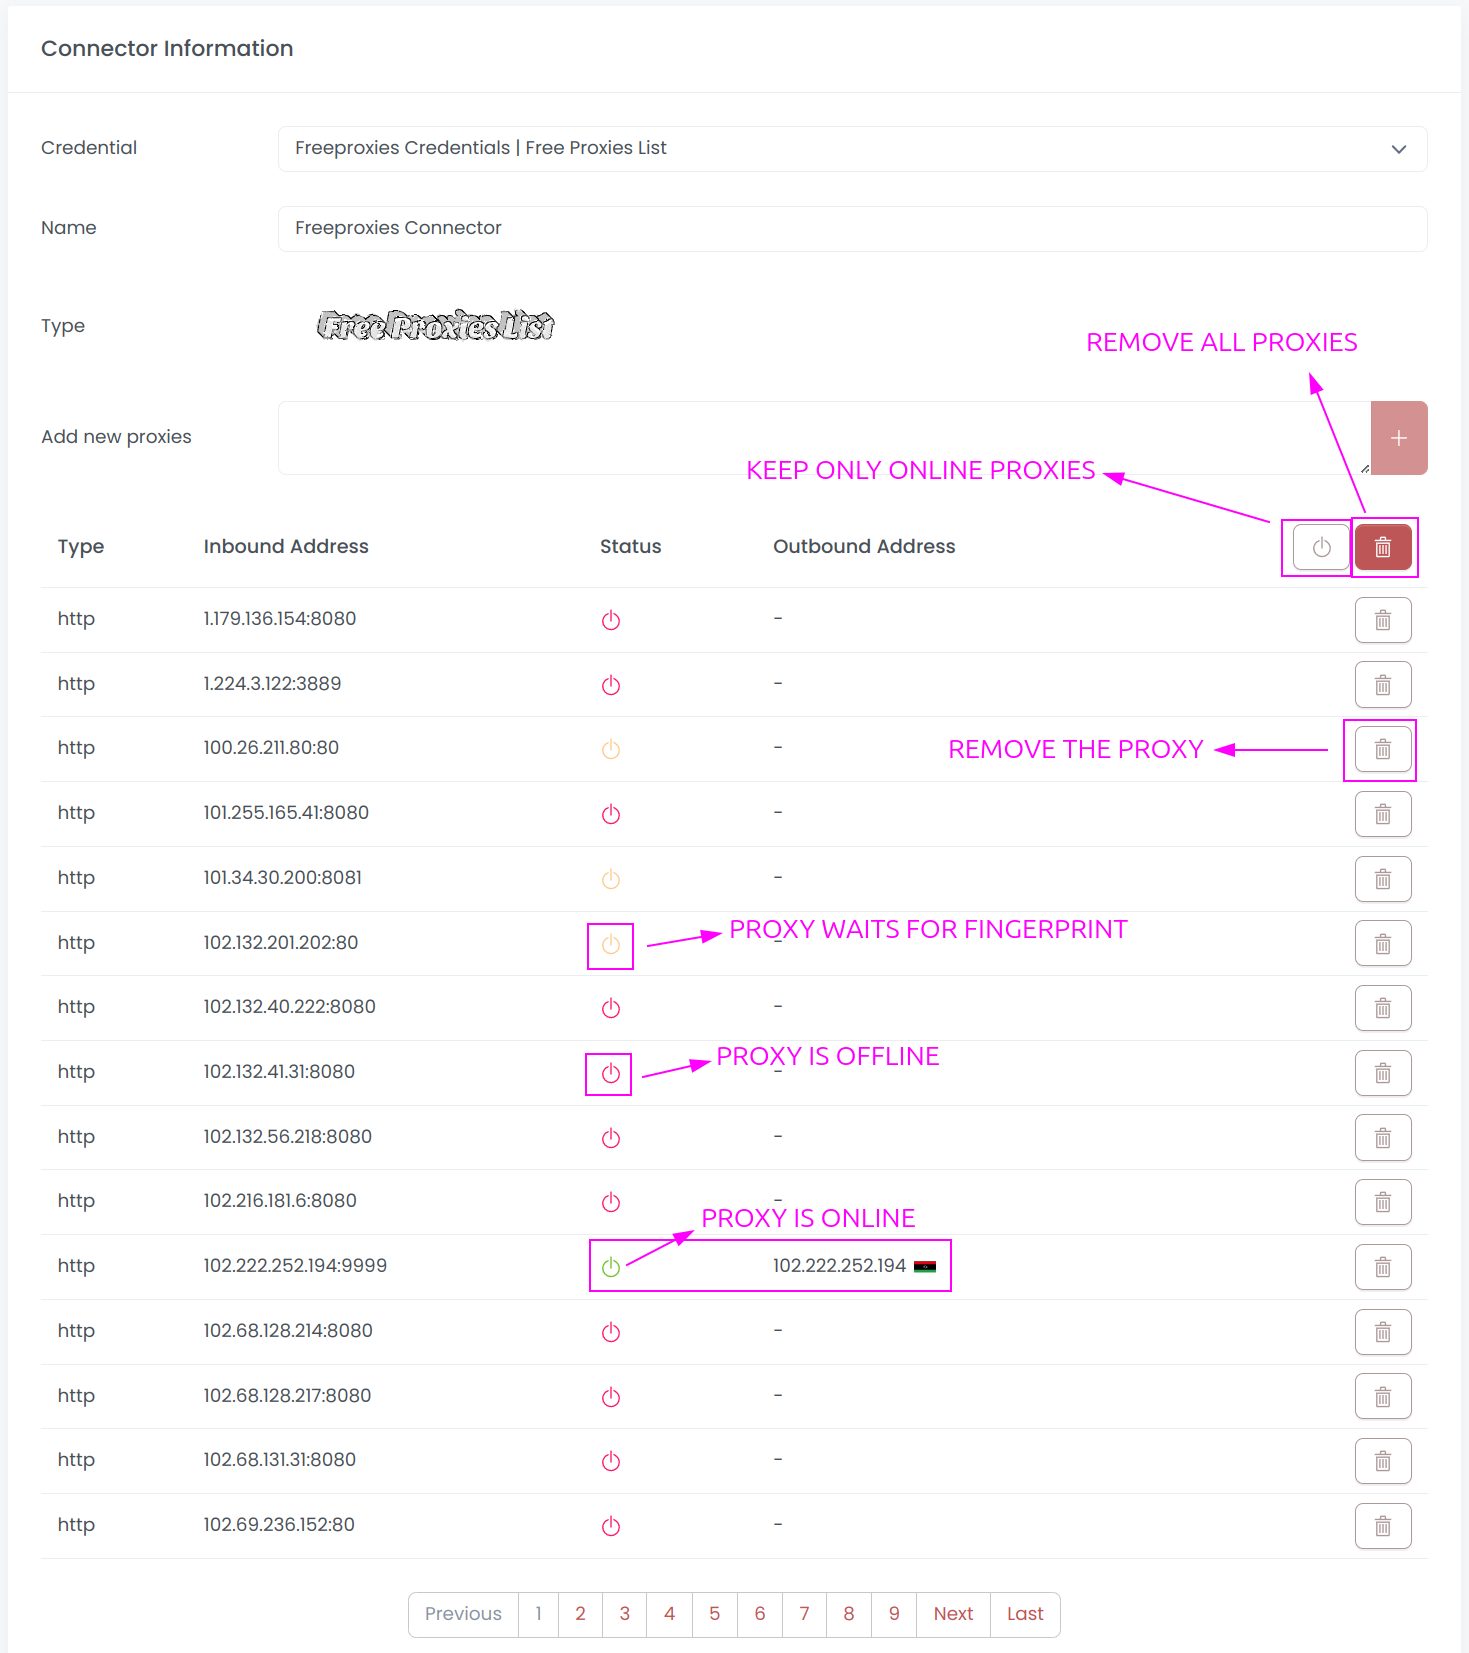 Connector Information
Credential
Freeproxies Credentials | Free Proxies List
Name
Freeproxies Connector
Type
Free Proxies List
REMOVE ALL PROXIES
Add new proxies
+
KEEP ONLY ONLINE PROXIES
Type Inbound Address Status Outbound Address
http 1.179.136.154:8080 -
http 1.224.3.122:3889 -
http 100.26.211.80:80 - REMOVE THE PROXY
http 101.255.165.41:8080 -
http 101.34.30.200:8081 -
http 102.132.201.202:80 - PROXY WAITS FOR FINGERPRINT
http 102.132.40.222:8080 -
http 102.132.41.31:8080 - PROXY IS OFFLINE
http 102.132.56.218:8080 -
http 102.216.181.6:8080 -
PROXY IS ONLINE
http 102.222.252.194:9999 102.222.252.194
http 102.68.128.214:8080 -
http 102.68.128.217:8080 -
http 102.68.131.31:8080 -
http 102.69.236.152:80 -
Previous 1 2 3 4 5 6 7 8 9 Next Last